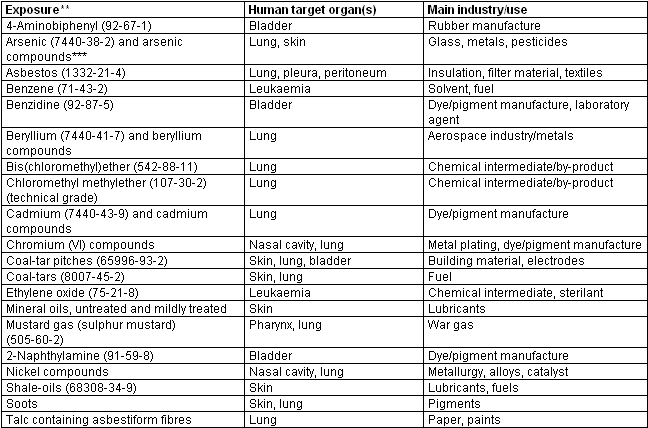 Exposure** Human target organ(s) Main industry/use
4-Aminobiphenyl (92-67-1) Bladder Rubber manufacture
Arsenic (7440-38-2) and arsenic Lung, skin Glass, metals, pesticides
compounds***
Asbestos (1332-21-4) Lung, pleura, peritoneum Insulation, filter material, textiles
Benzene (71-43-2) Leukaemia Solvent, fuel
Benzidine (92-87-5) Bladder Dye/pigment manufacture, laboratory
agent
Beryllium (7440-41-7) and beryllium Lung Aerospace industry/metals
compounds
Bis(chloromethyl)ether (542-88-11) Lung Chemical intermediate/by-product
Chloromethyl methylether (107-30-2) Lung Chemical intermediate/by-product
(technical grade)
Cadmium (7440-43-9) and cadmium Lung Dye/pigment manufacture
compounds
Chromium (VI) compounds Nasal cavity, lung Metal plating, dye/pigment manufacture
Coal-tar pitches (65996-93-2) Skin, lung, bladder Building material, electrodes
Coal-tars (8007-45-2) Skin, lung Fuel
Ethylene oxide (75-21-8) Leukaemia Chemical intermediate, sterilant
Mineral oils, untreated and mildly treated Skin Lubricants
Mustard gas (sulphur mustard) Pharynx, lung War gas
(505-60-2)
2-Naphthylamine (91-59-8) Bladder Dye/pigment manufacture
Nickel compounds Nasal cavity, lung Metallurgy, alloys, catalyst
Shale-oils (68308-34-9) Skin Lubricants, fuels
Soots Skin, lung Pigments
Talc containing asbestiform fibres Lung Paper, paints